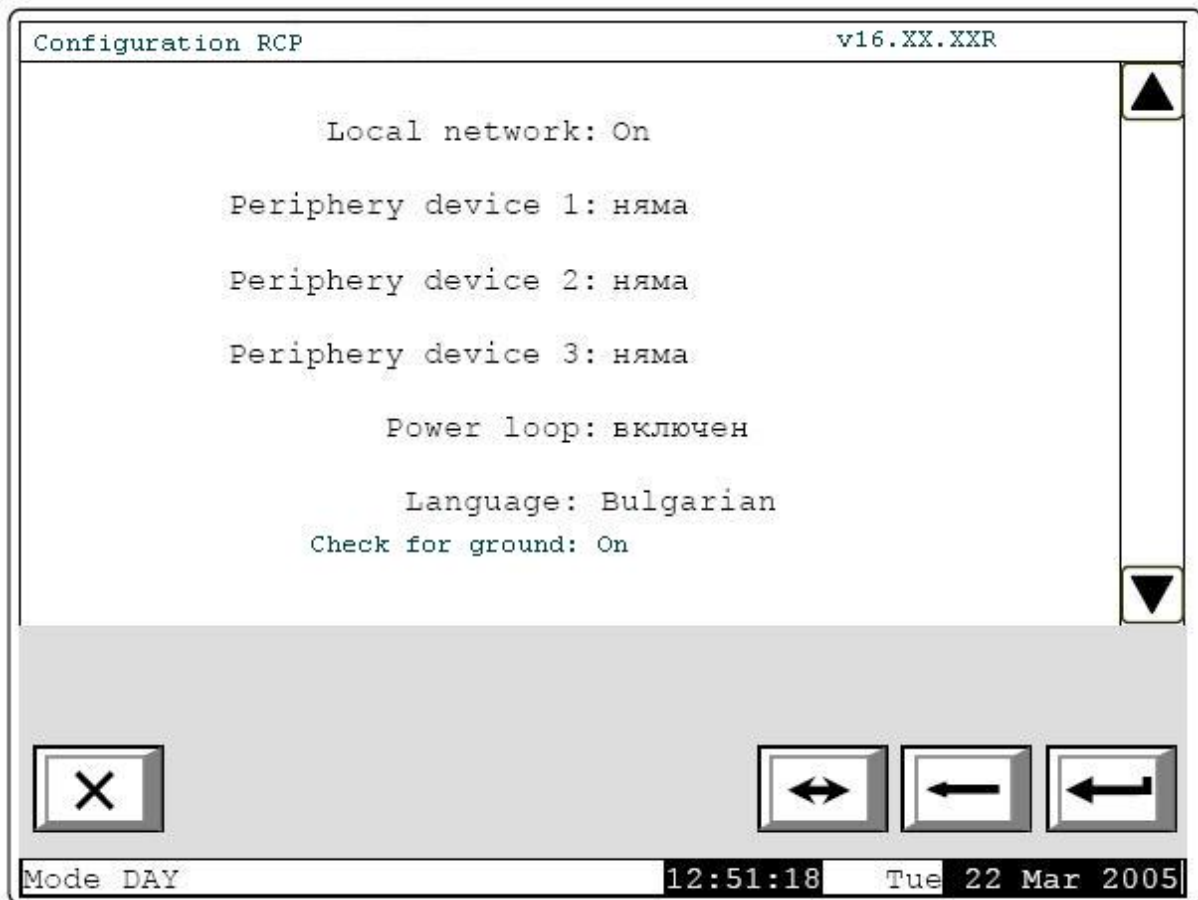 Configuration RCP v16.XX.XXR
Local network: On
Periphery device 1: няма
Periphery device 2: няма
Periphery device 3: няма
Power loop: включен
Language: Bulgarian
Check for ground: On
Mode DAY 12:51:18 Tue 22 Mar 2005